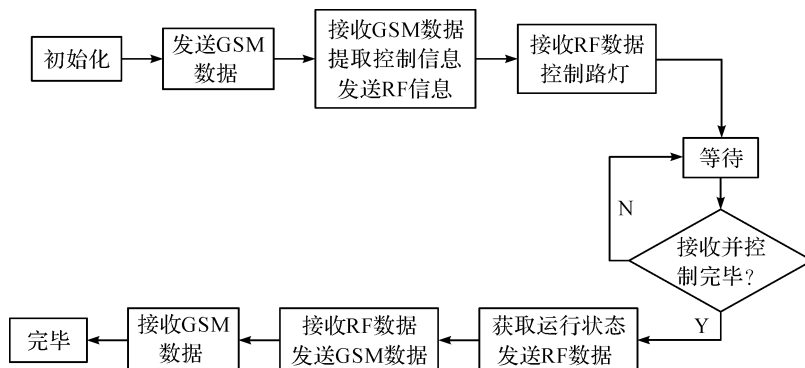 初始化
发送GSM
数据
接收GSM数据
提取控制信息
发送RF信息
接收RF数据
控制路灯
等待
N
接收并控
制完毕?
Y
获取运行状态
发送RF数据
接收RF数据
发送GSM数据
接收GSM
数据
完毕